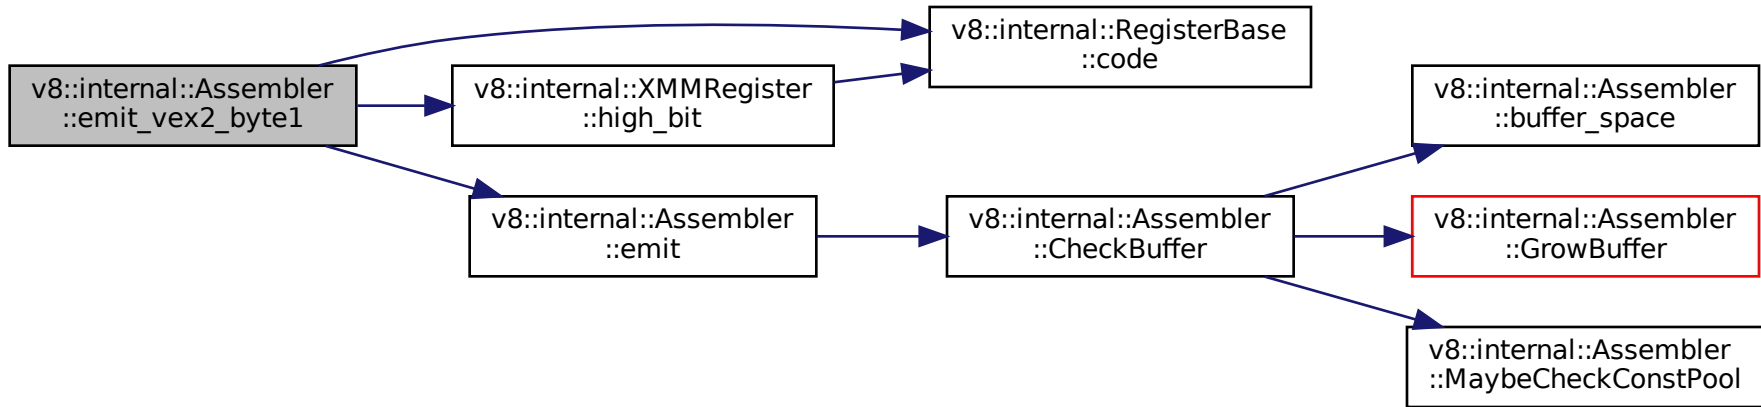 v8::internal::Assembler
::emit_vex2_byte1
v8::internal::RegisterBase
::code
v8::internal::XMMRegister
::high_bit
v8::internal::Assembler
::emit
v8::internal::Assembler
::CheckBuffer
v8::internal::Assembler
::buffer_space
v8::internal::Assembler
::GrowBuffer
v8::internal::Assembler
::MaybeCheckConstPool